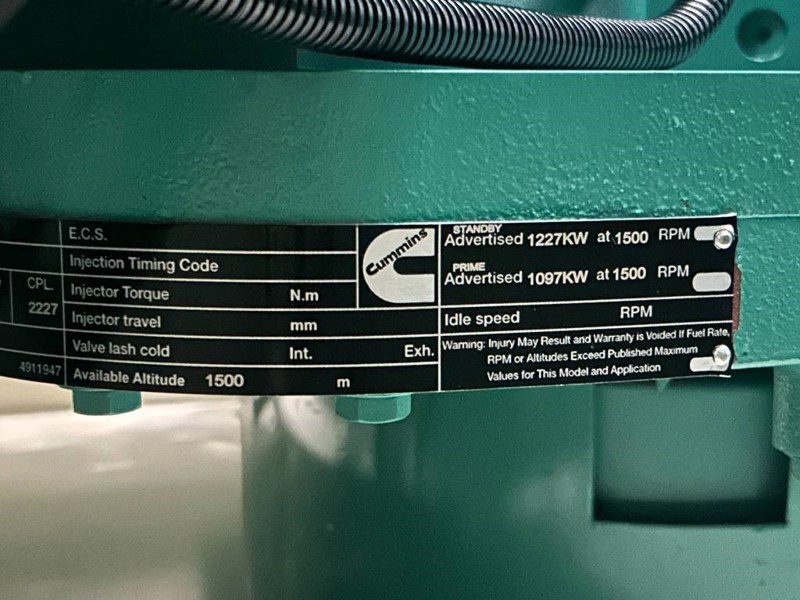 E.C.S.
Injection Timing Code
CPL.
2227
Injector Torque N.m
Injector travel mm
Valve lash cold Int. Exh.
4911947
Available Altitude 1500 m
Cummins
STANDBY
Advertised 1227KW at 1500 RPM
PRIME
Advertised 1097KW at 1500 RPM
Idle speed RPM
Warning: Injury May Result and Warranty is Voided If Fuel Rate,
RPM or Altitudes Exceed Published Maximum
Values for This Model and Application